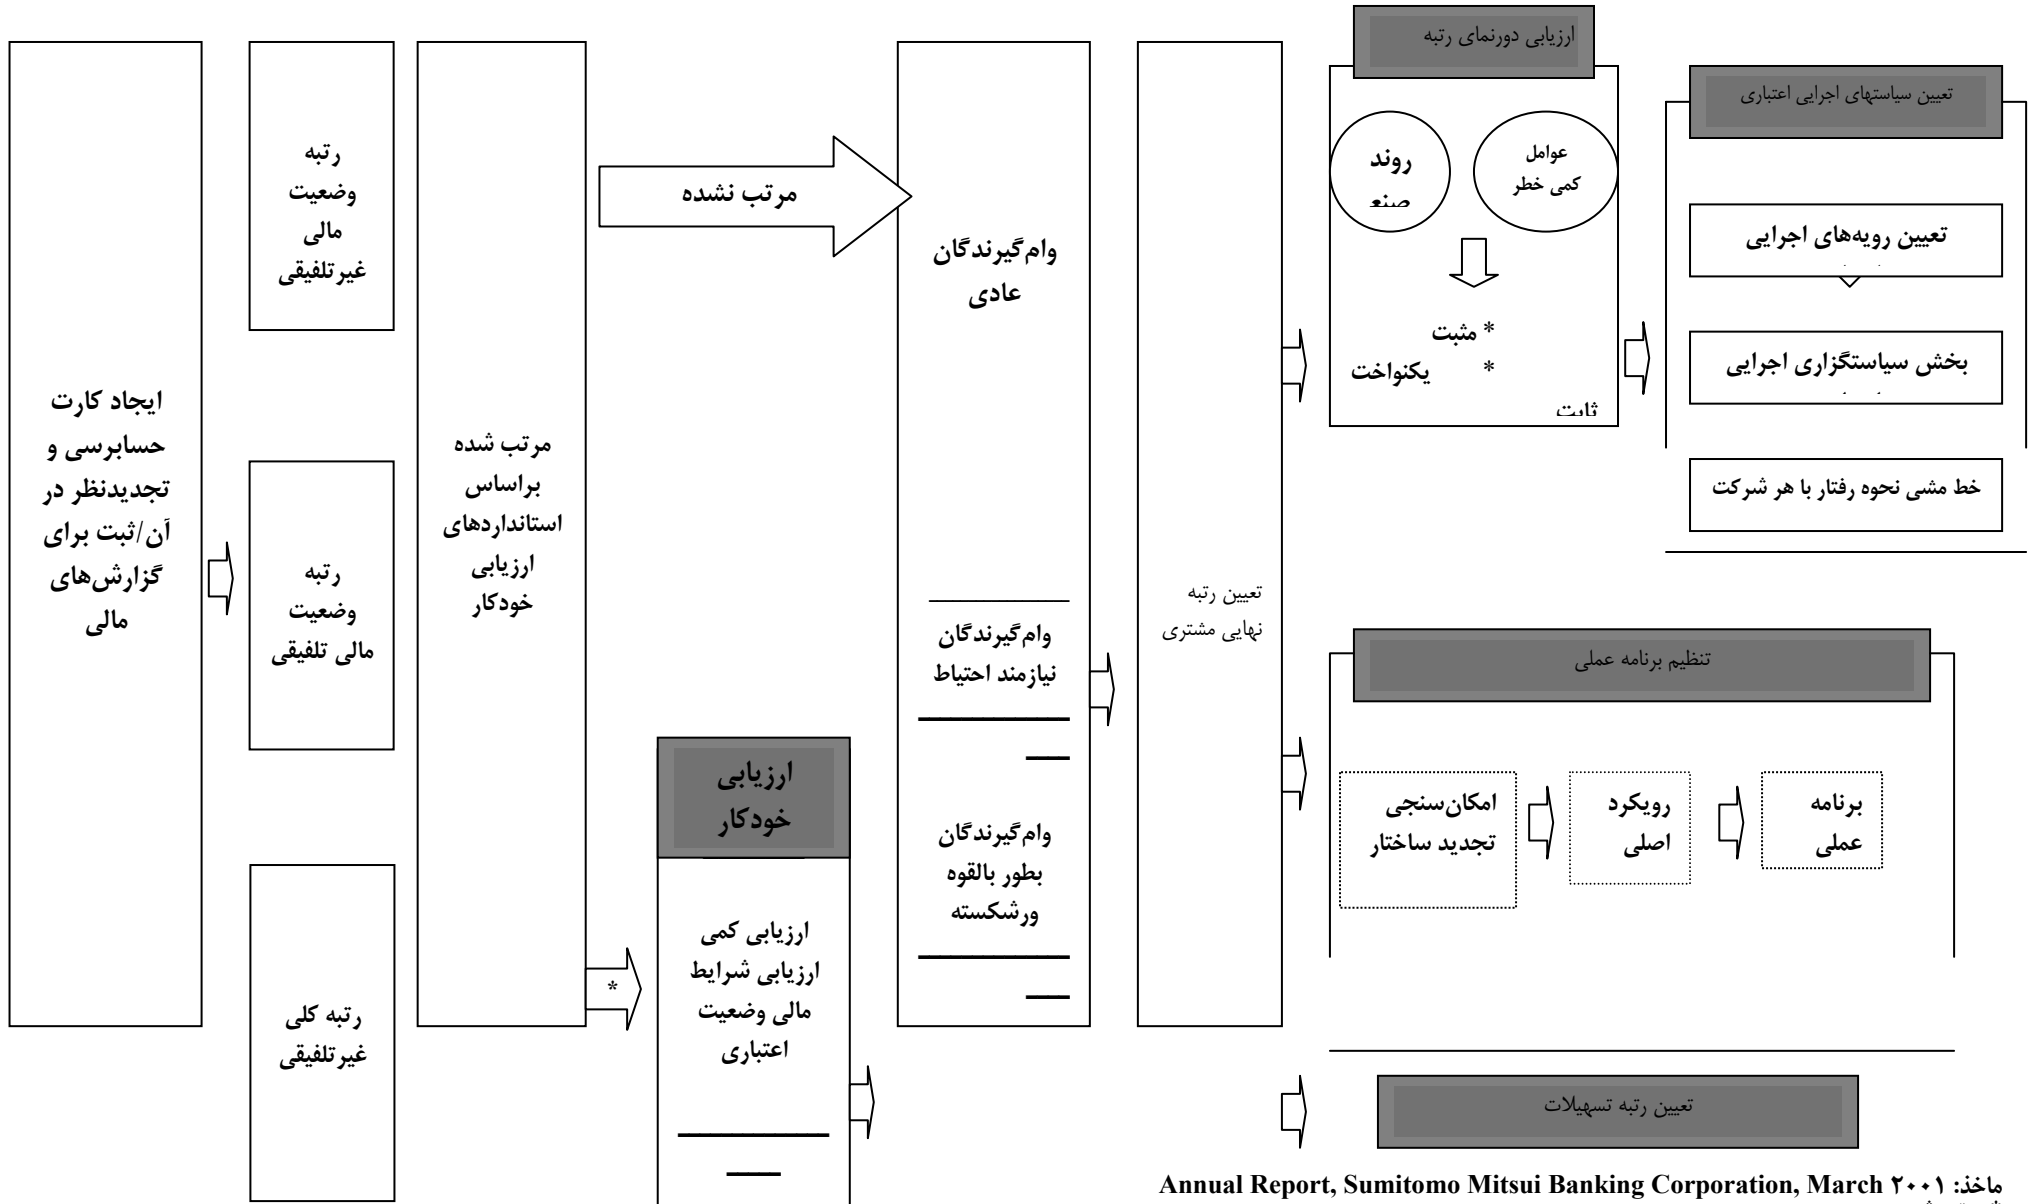 ایجاد کارت
حسابرسی و
تجدیدنظر در
آن/ثبت برای
گزارش‌های
مالی
رتبه
وضعیت
مالی
غیرتلفیقی
رتبه
وضعیت
مالی تلفیقی
رتبه کلی
غیرتلفیقی
مرتب شده
براساس
استانداردهای
ارزیابی
خودکار
مرتب نشده
*
ارزیابی
خودکار
ارزیابی کمی
ارزیابی شرایط
مالی وضعیت
اعتباری
وام‌گیرندگان
عادی
وام‌گیرندگان
نیازمند احتیاط
وام‌گیرندگان
بطور بالقوه
ورشکسته
تعیین رتبه
نهایی مشتری
ارزیابی دورنمای رتبه
روند
عوامل
کمی خطر
* مثبت
* یکنواخت
ثابت
تعیین سیاستهای اجرایی اعتباری
تعیین رویه‌های اجرایی
بخش سیاستگزاری اجرایی
خط مشی نحوه رفتار با هر شرکت
تنظیم برنامه عملی
امکان‌سنجی
تجدید ساختار
رویکرد
اصلی
برنامه
عملی
تعیین رتبه تسهیلات
ماخذ: Annual Report, Sumitomo Mitsui Banking Corporation, March ۲۰۰۱